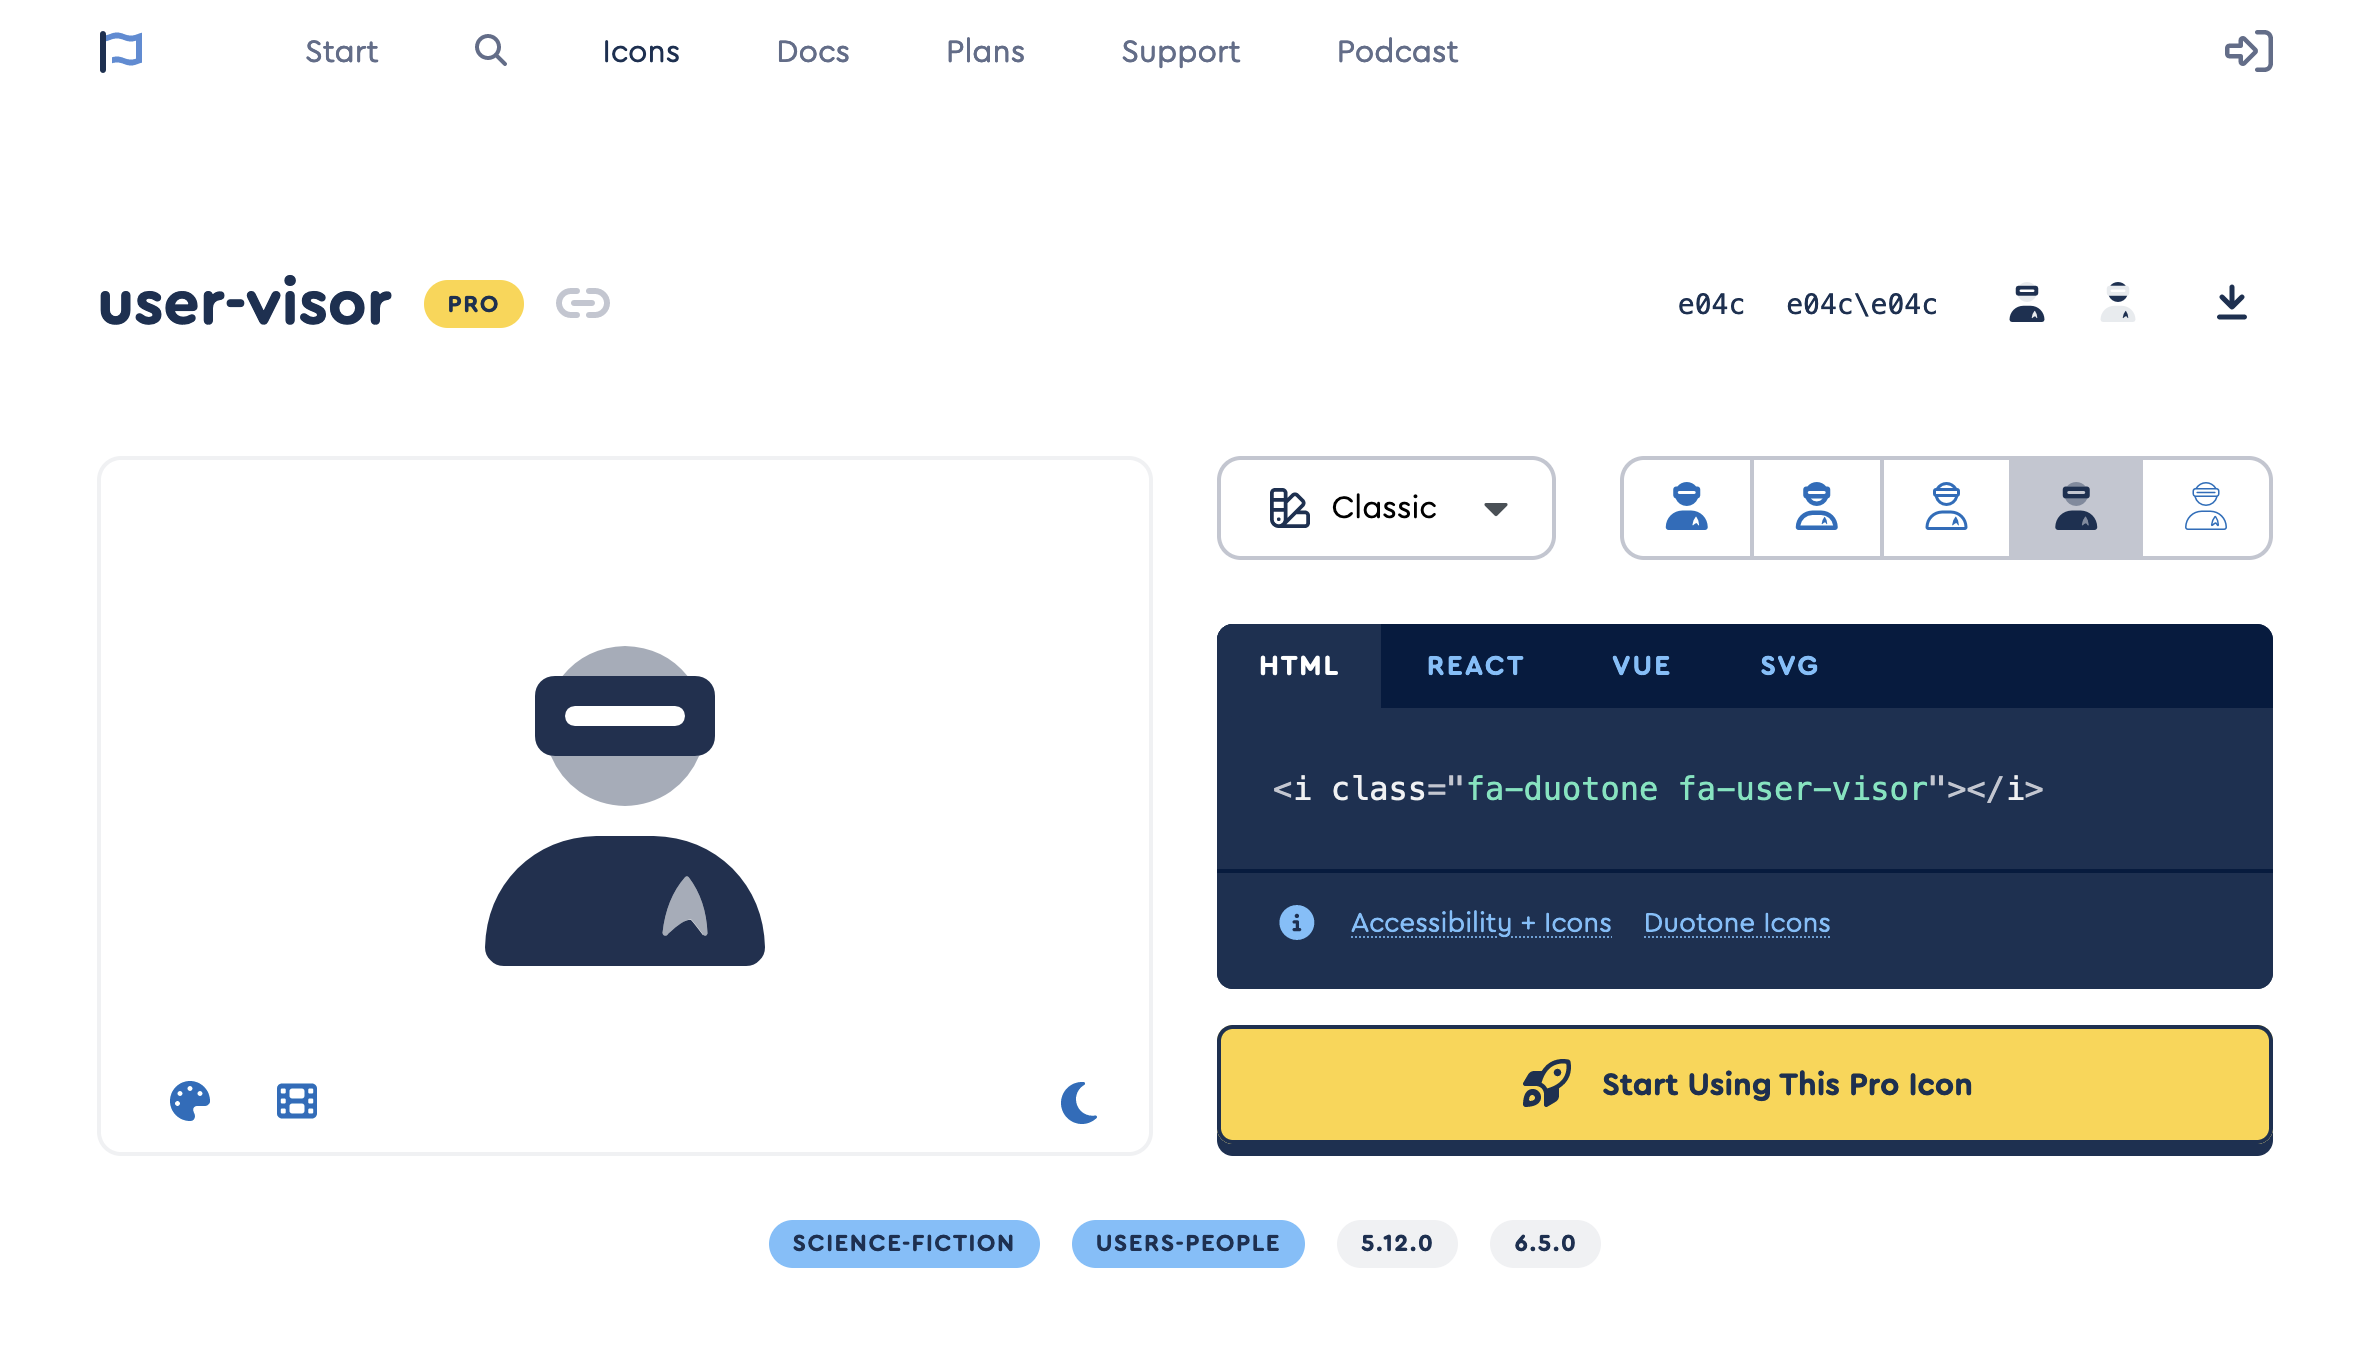 Start
Icons
Docs
Plans
Support
Podcast
user-visor
PRO
e04c
e04c\e04c
Classic
HTML
REACT
VUE
SVG
<i class="fa-duotone fa-user-visor"></i>
Accessibility + Icons
Duotone Icons
Start Using This Pro Icon
SCIENCE-FICTION
USERS-PEOPLE
5.12.0
6.5.0